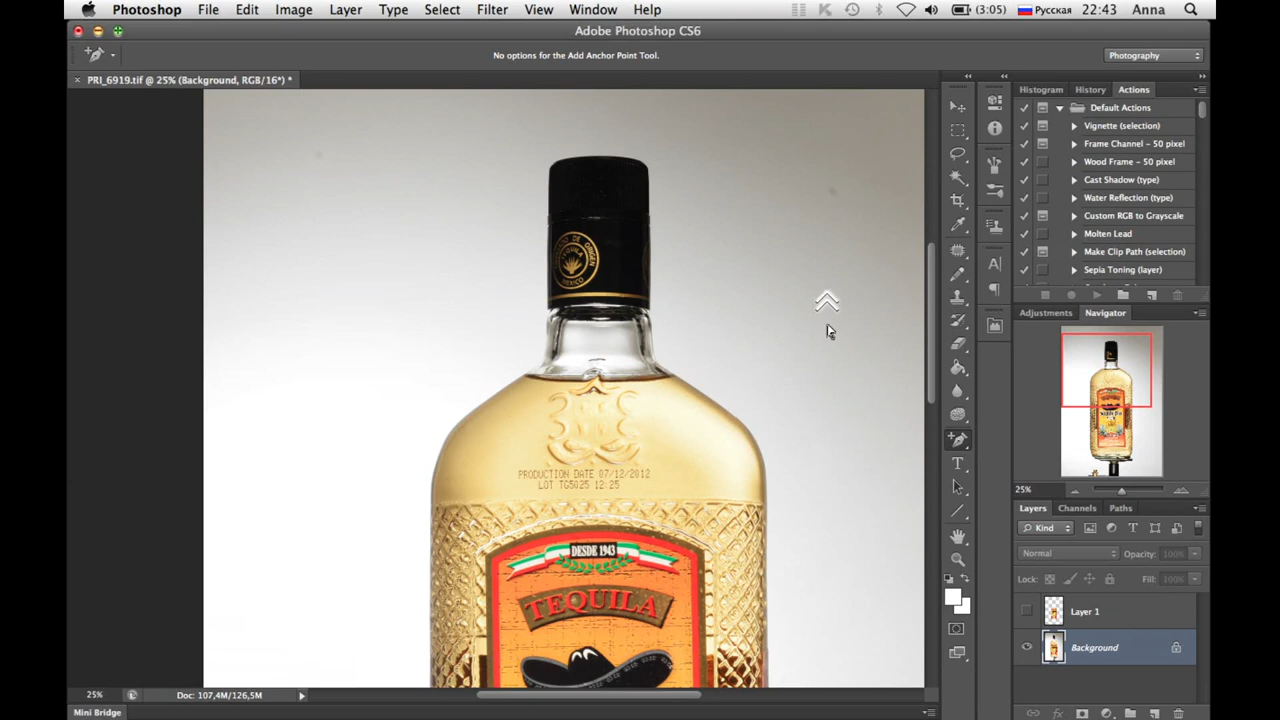 Photoshop File Edit Image Layer Type Select Filter View Window Help (3:05) Русская 22:43 Anna
Adobe Photoshop CS6
No options for the Add Anchor Point Tool.
Photography
PRI_6919.tif @ 25% (Background, RGB/16*) *
Histogram History Actions
Default Actions
Vignette (selection)
Frame Channel - 50 pixel
Wood Frame - 50 pixel
Cast Shadow (type)
Water Reflection (type)
Custom RGB to Grayscale
Molten Lead
Make Clip Path (selection)
Sepia Toning (layer)
Adjustments Navigator
25%
Layers Channels Paths
Kind
Normal Opacity: 100%
Lock: Fill: 100%
Layer 1
Background
DE ORIGEN
TEQUILA
MEXICO
PRODUCTION DATE 07/12/2012
LOT TG5025 12:25
DESDE 1943
TEQUILA
25% Doc: 107,4M/126,5M
Mini Bridge